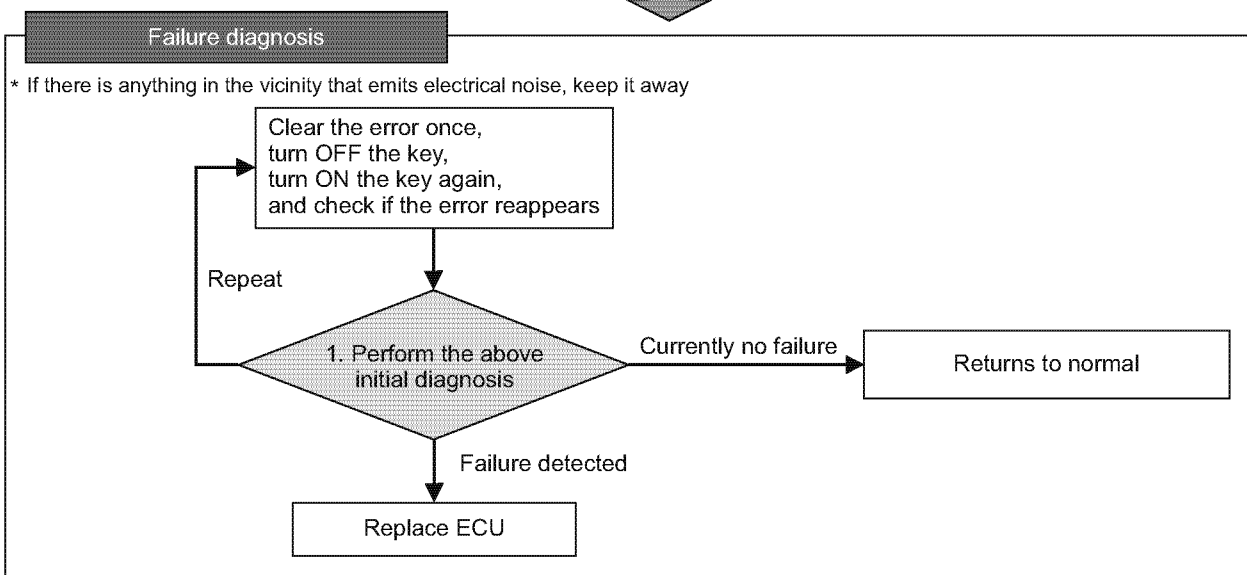 Failure diagnosis
* If there is anything in the vicinity that emits electrical noise, keep it away
Clear the error once,
turn OFF the key,
turn ON the key again,
and check if the error reappears
Repeat
1. Perform the above
initial diagnosis
Currently no failure
Returns to normal
Failure detected
Replace ECU